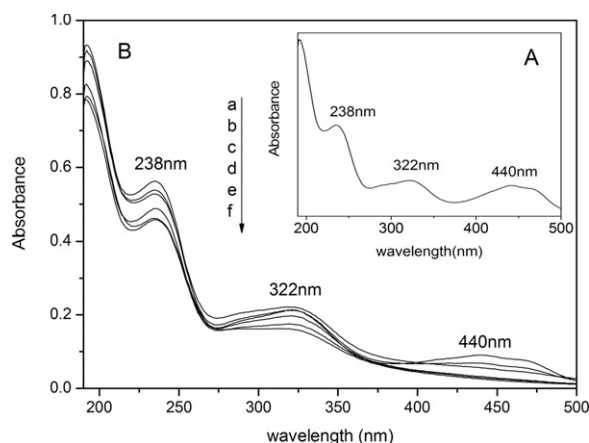 B
A
Absorbance
1.0
0.8
0.6
0.4
0.2
0.0
200
250
300
350
400
450
500
wavelength (nm)
238nm
322nm
440nm
a
b
c
d
e
f
Absorbance
238nm
322nm
440nm
200
300
400
500
wavelength(nm)